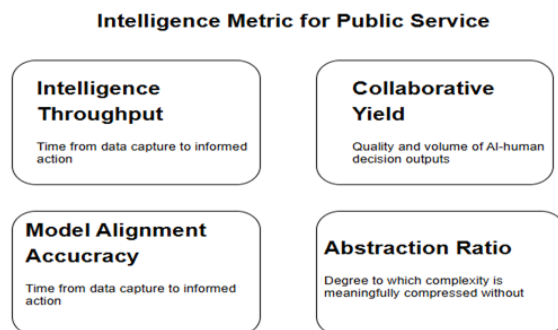 Intelligence Metric for Public Service
Intelligence
Throughput
Time from data capture to informed
action
Collaborative
Yield
Quality and volume of AI-human
decision outputs
Model Alignment
Accucracy
Time from data capture to informed
action
Abstraction Ratio
Degree to which complexity is
meaningfully compressed without